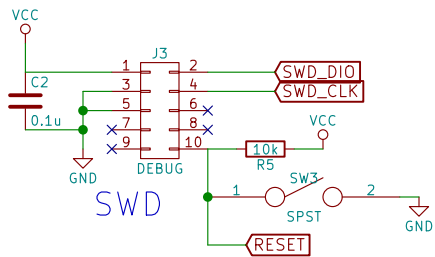 VCC
J3
1 2
SWD_DIO
C2
3 4
SWD_CLK
5 6
0.1u
7 8
VCC
9 10
10k
R5
GND
DEBUG
SW3
SWD
1 2
SPST
GND
RESET